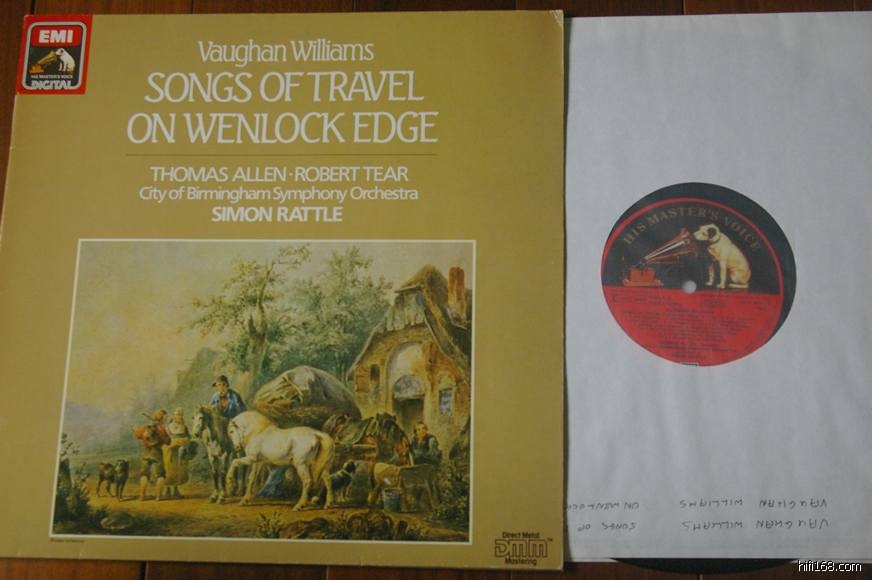 EMI
HIS MASTER'S VOICE
DIGITAL
Vaughan Williams
SONGS OF TRAVEL
ON WENLOCK EDGE
THOMAS ALLEN · ROBERT TEAR
City of Birmingham Symphony Orchestra
SIMON RATTLE
Direct Metal
DMM™
Mastering
HIS MASTER'S VOICE
VAUGHAN WILLIAMS SONGS OF
VAUGHAN WILLIAMS ON WENLOCK
hifi168.com